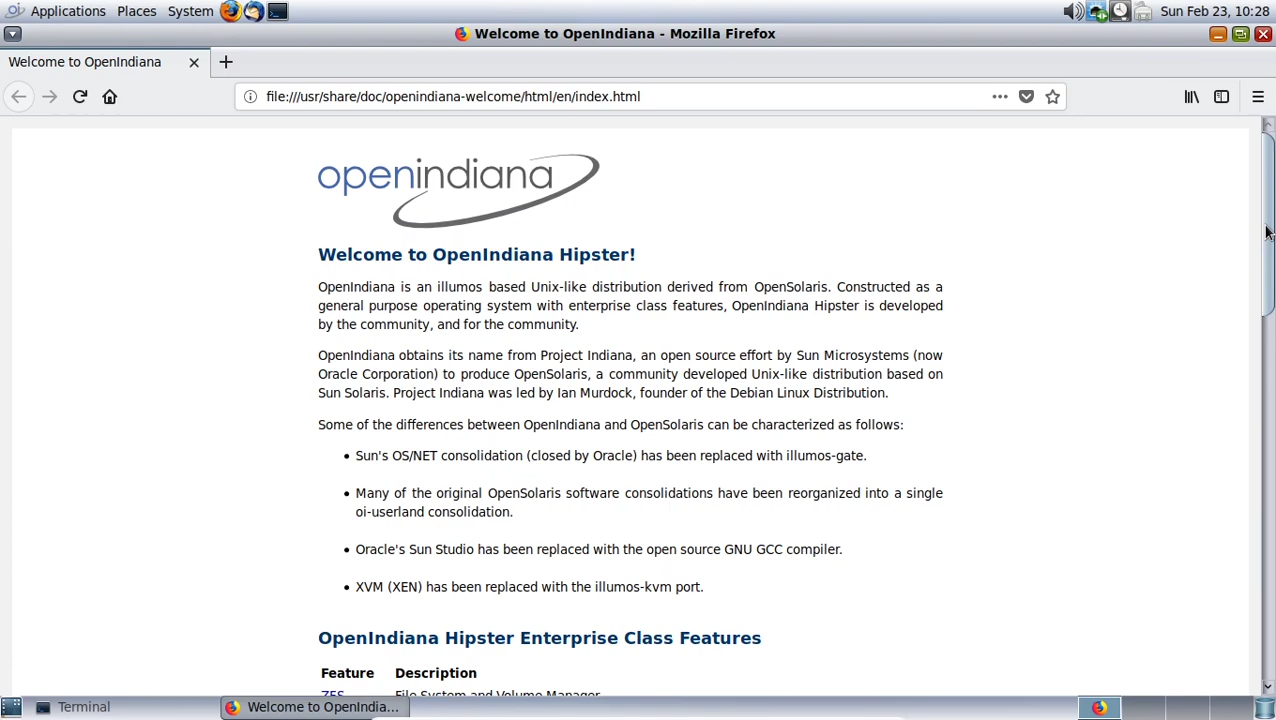 Applications Places System Sun Feb 23, 10:28
Welcome to OpenIndiana - Mozilla Firefox
Welcome to OpenIndiana
file:///usr/share/doc/openindiana-welcome/html/en/index.html
openindiana
Welcome to OpenIndiana Hipster!
OpenIndiana is an illumos based Unix-like distribution derived from OpenSolaris. Constructed as a
general purpose operating system with enterprise class features, OpenIndiana Hipster is developed
by the community, and for the community.
OpenIndiana obtains its name from Project Indiana, an open source effort by Sun Microsystems (now
Oracle Corporation) to produce OpenSolaris, a community developed Unix-like distribution based on
Sun Solaris. Project Indiana was led by Ian Murdock, founder of the Debian Linux Distribution.
Some of the differences between OpenIndiana and OpenSolaris can be characterized as follows:
• Sun's OS/NET consolidation (closed by Oracle) has been replaced with illumos-gate.
• Many of the original OpenSolaris software consolidations have been reorganized into a single
oi-userland consolidation.
• Oracle's Sun Studio has been replaced with the open source GNU GCC compiler.
• XVM (XEN) has been replaced with the illumos-kvm port.
OpenIndiana Hipster Enterprise Class Features
Feature Description
ZFS File System and Volume Manager
Terminal Welcome to OpenIndia...